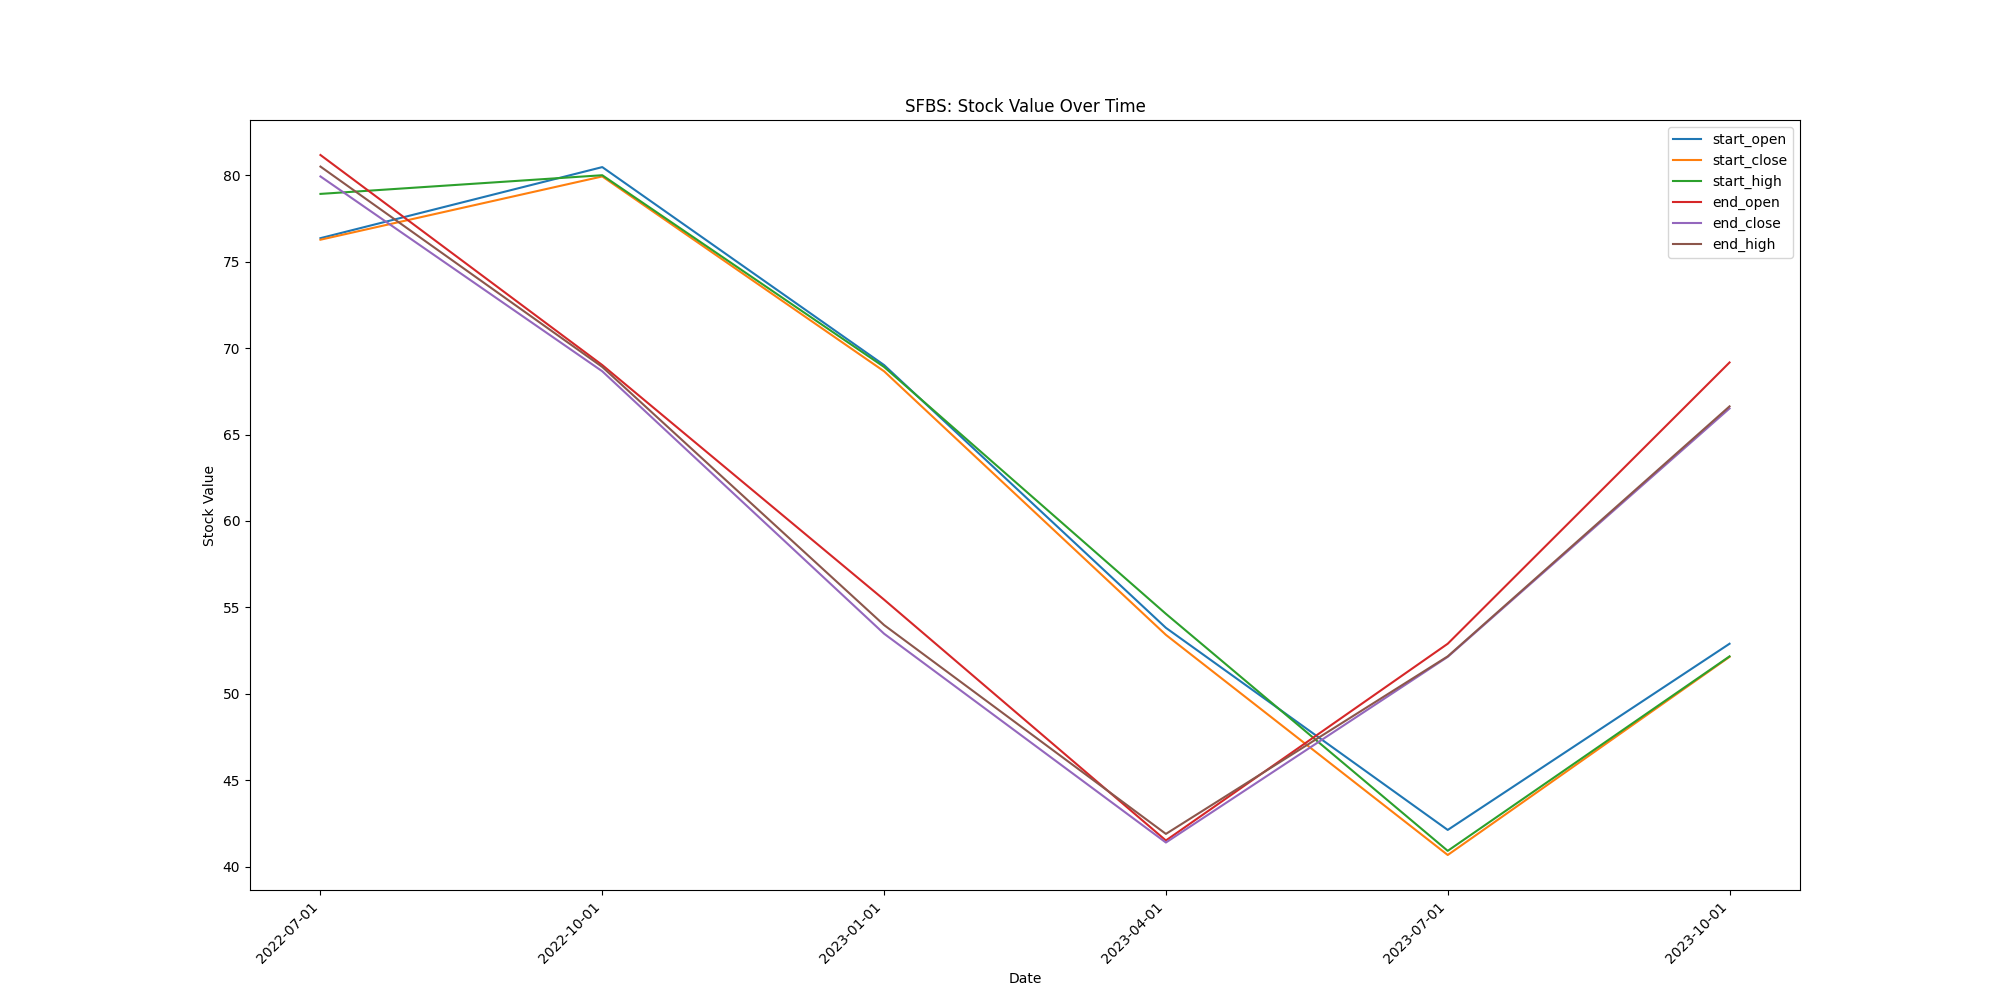 SFBS: Stock Value Over Time
start_open
start_close
start_high
end_open
end_close
end_high
80
75
70
65
60
55
50
45
40
Stock Value
2022-07-01
2022-10-01
2023-01-01
2023-04-01
2023-07-01
2023-10-01
Date